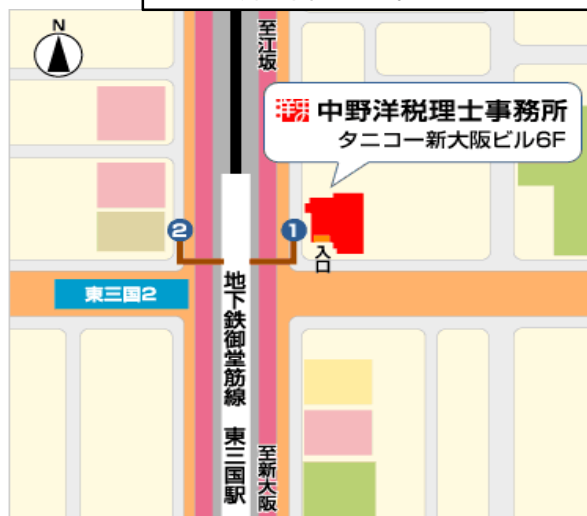 N
至江坂
中野洋税理士事務所
タニコー新大阪ビル6F
2
1
入口
東三国2
地下鉄御堂筋線 東三国駅
至新大阪